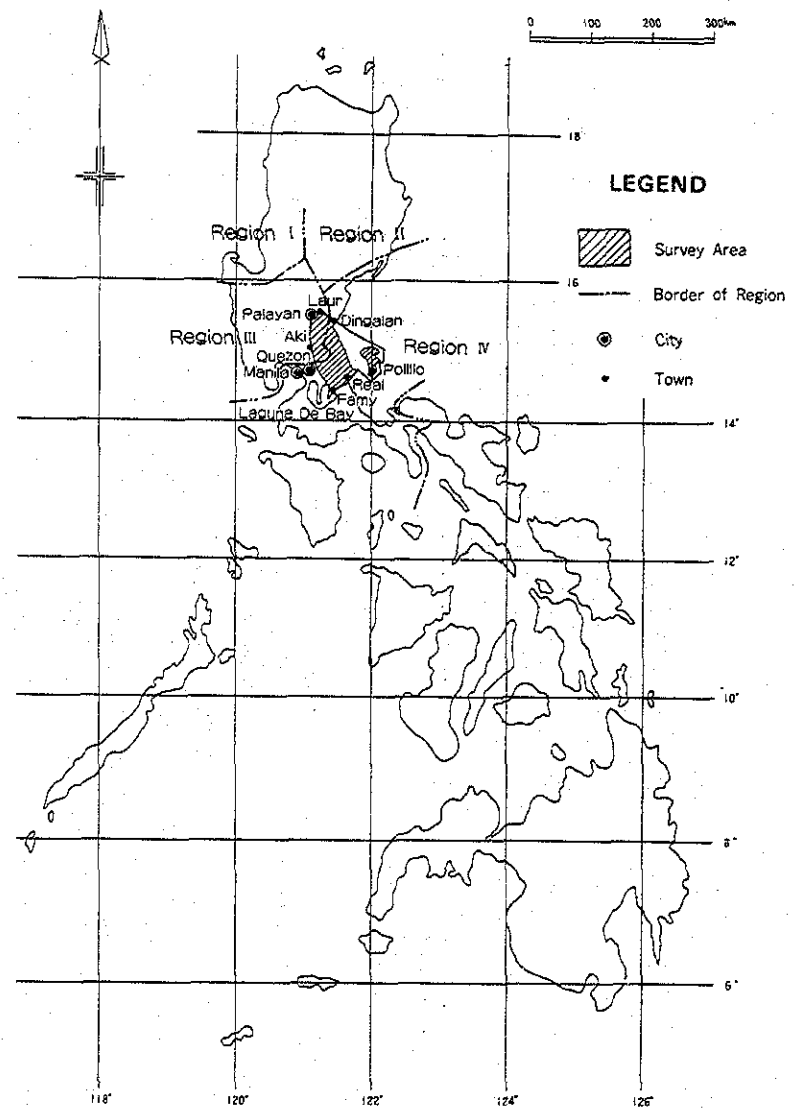 0 100 200 300km
18
LEGEND
Region I Region II
Survey Area
16
Border of Region
Laur
Palayan
Dingalan
Region III
Aki
Region IV
City
Quezon
Manila
Polillo
Real
Town
Famy
Laguna De Bay
14°
12°
10°
8°
6°
118° 120° 122° 124° 126°